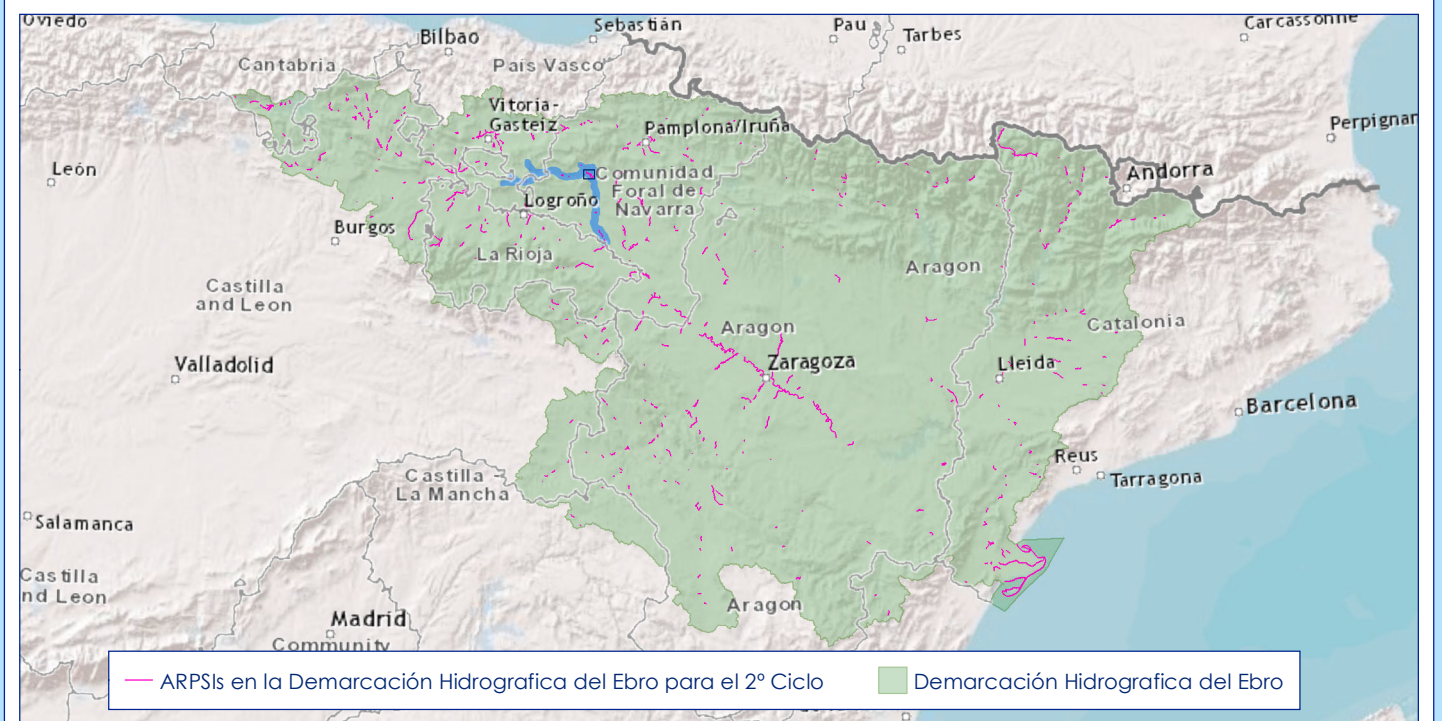 Oviedo
Sebastián
Pau
Tarbes
Carcassonne
Bilbao
Cantabria
País Vasco
Vitoria-
Gasteiz
Pamplona/Iruña
Perpignan
León
Andorra
Comunidad
Foral de
Navarra
Logroño
Burgos
La Rioja
Aragon
Castilla
and Leon
Aragon
Catalonia
Valladolid
Zaragoza
Lleida
Barcelona
Reus
Tarragona
Castilla
La Mancha
Salamanca
Castilla
nd Leon
Aragon
Madrid
Community
ARPSIs en la Demarcación Hidrografica del Ebro para el 2º Ciclo
Demarcación Hidrografica del Ebro